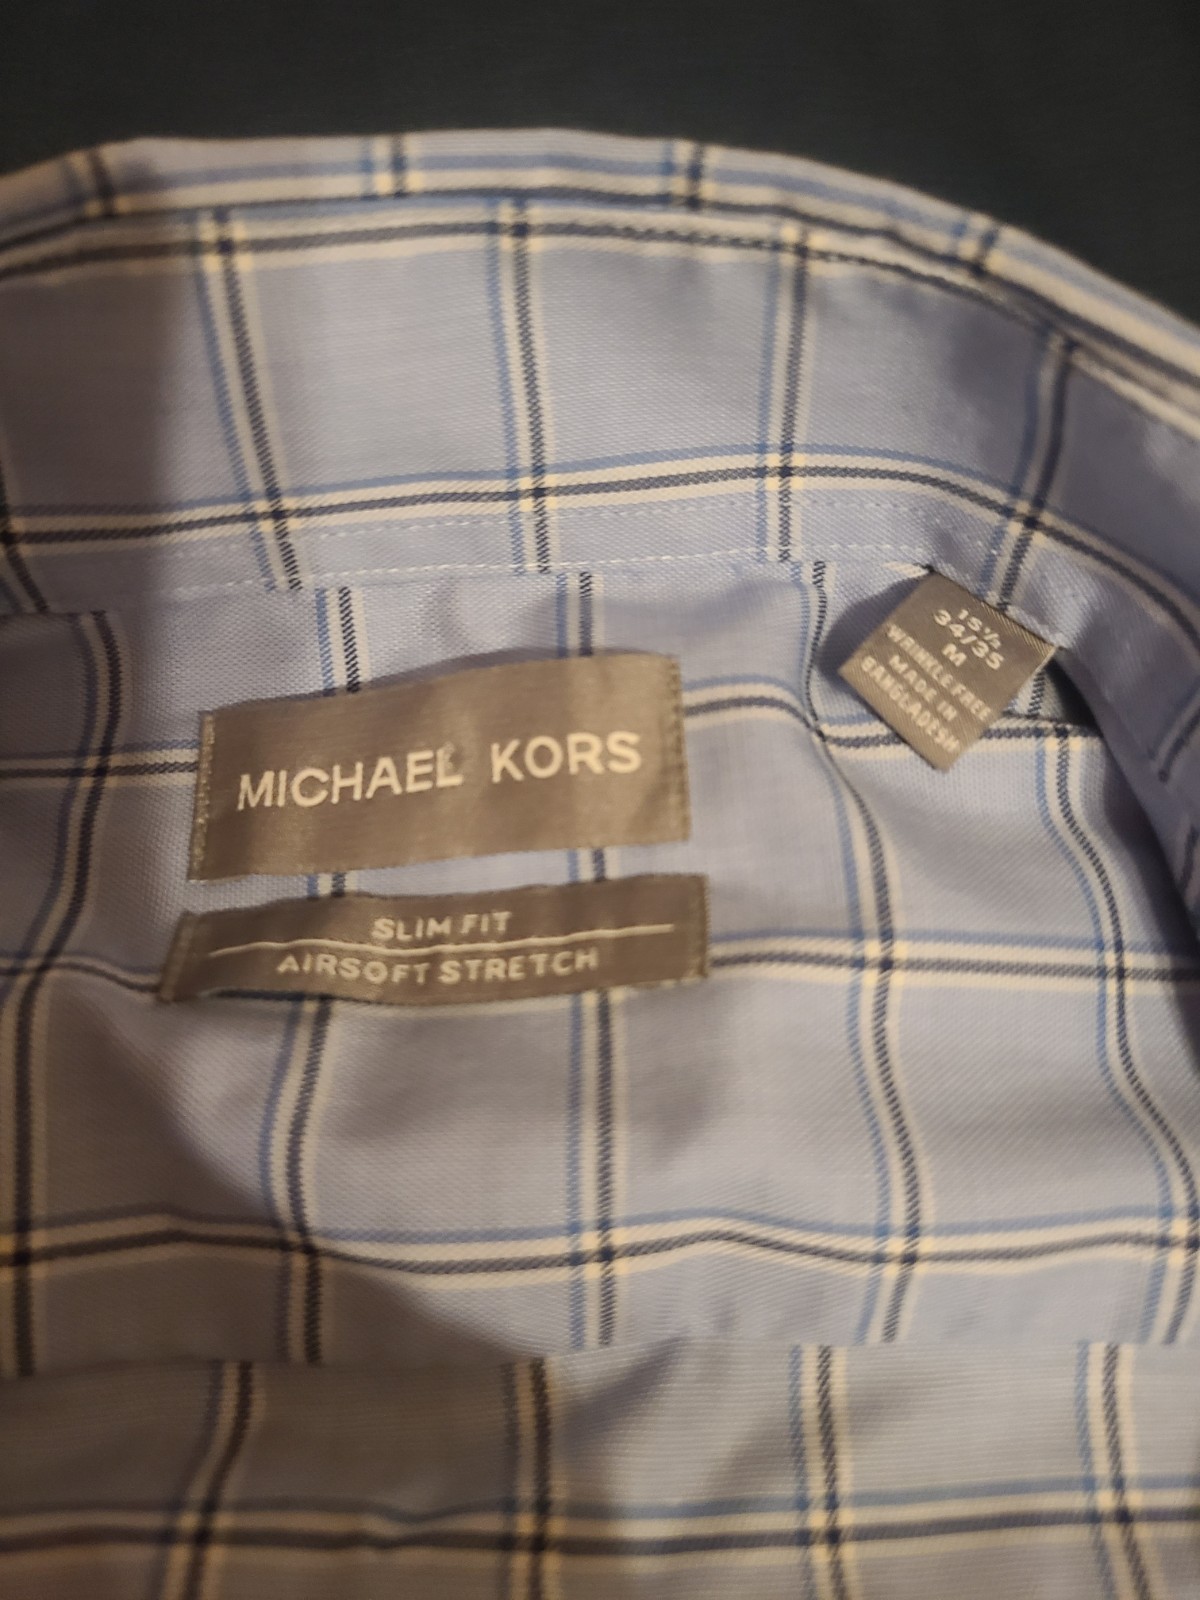 MICHAEL KORS
SLIM FIT
AIRSOFT STRETCH
15½
34/35
M
WRINKLE FREE
MADE IN
BANGLADESH